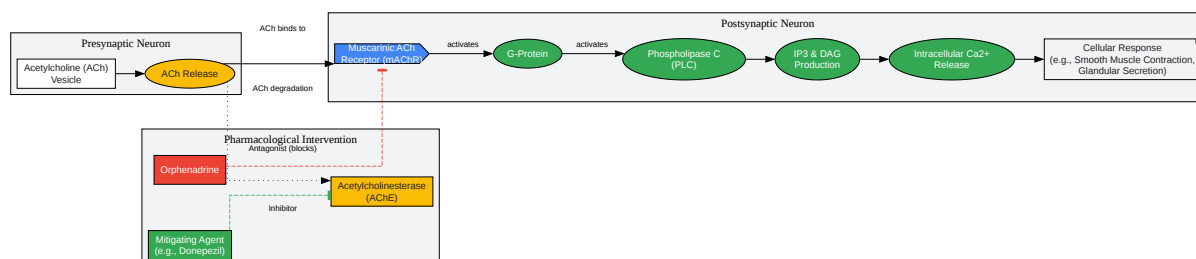 Postsynaptic Neuron
Presynaptic Neuron
ACh binds to
Acetylcholine (ACh)
Vesicle
ACh Release
Muscarinic ACh
Receptor (mAChR)
activates
G-Protein
activates
Phospholipase C
(PLC)
IP3 & DAG
Production
Intracellular Ca2+
Release
Cellular Response
(e.g., Smooth Muscle Contraction,
Glandular Secretion)
ACh degradation
Pharmacological Intervention
Antagonist (blocks)
Orphenadrine
Acetylcholinesterase
(AChE)
Inhibitor
Mitigating Agent
(e.g., Donepezil)